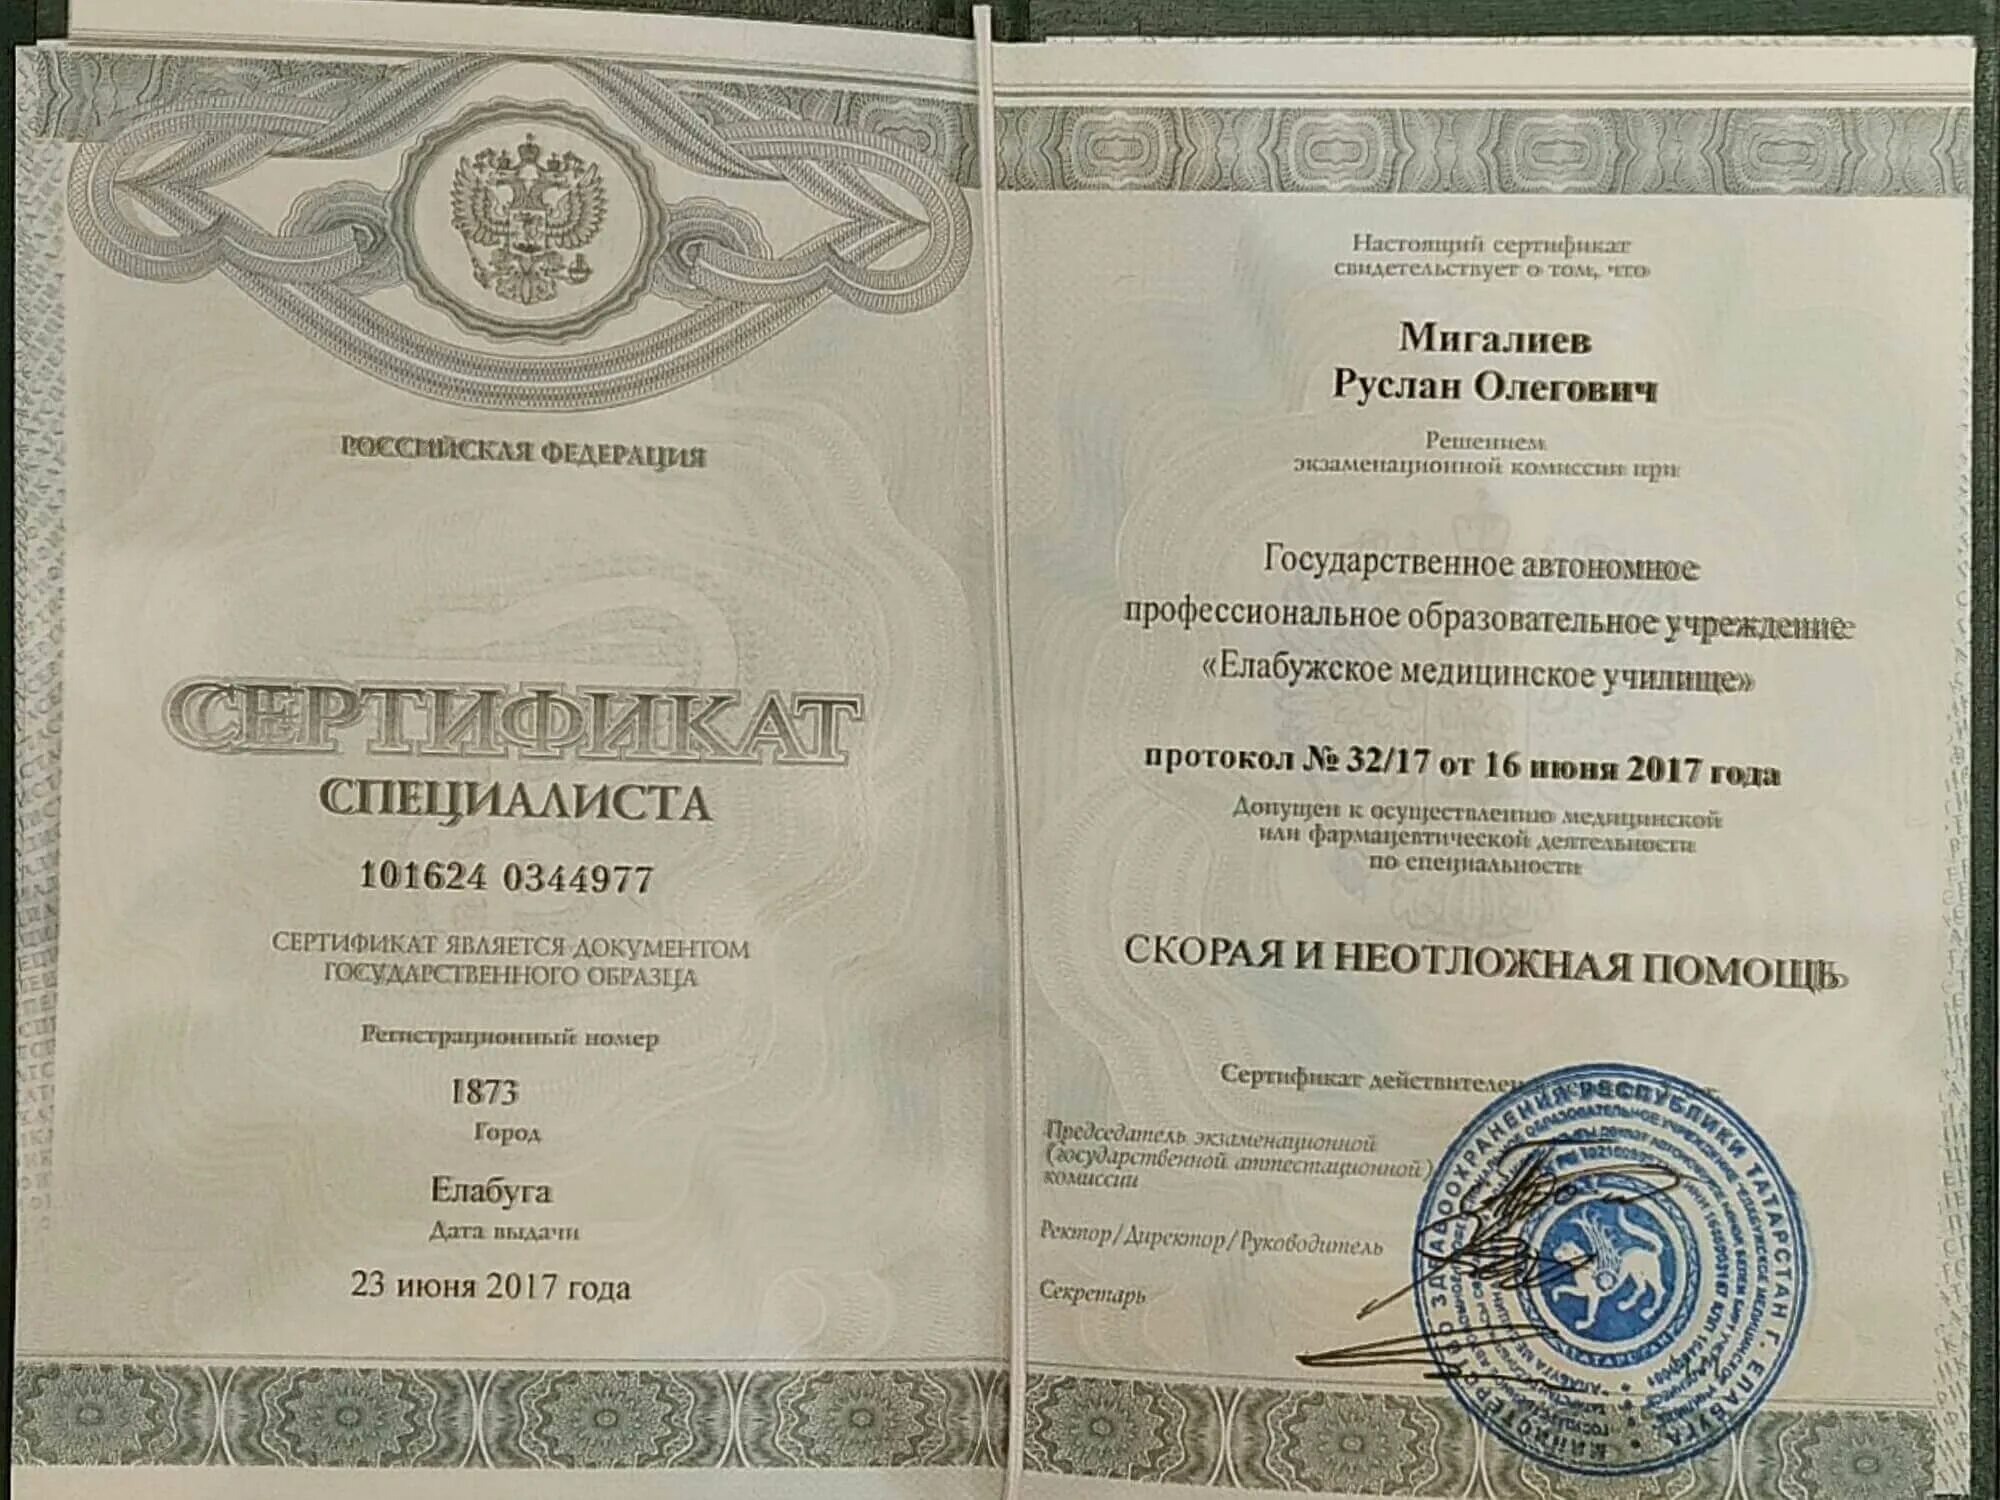 РОССИЙСКАЯ ФЕДЕРАЦИЯ
СЕРТИФИКАТ
СПЕЦИАЛИСТА
101624 0344977
СЕРТИФИКАТ ЯВЛЯЕТСЯ ДОКУМЕНТОМ
ГОСУДАРСТВЕННОГО ОБРАЗЦА
Регистрационный номер
1873
Город
Елабуга
Дата выдачи
23 июня 2017 года
Настоящий сертификат
свидетельствует о том, что
Мигалиев
Руслан Олегович
Решением
экзаменационной комиссии при
Государственное автономное
профессиональное образовательное учреждение
«Елабужское медицинское училище»
протокол № 32/17 от 16 июня 2017 года
Допущен к осуществлению медицинской
или фармацевтической деятельности
по специальности
СКОРАЯ И НЕОТЛОЖНАЯ ПОМОЩЬ
Сертификат действителен
Председатель экзаменационной
(государственной аттестационной)
комиссии
Ректор/Директор/Руководитель
Секретарь
МИНИСТЕРСТВО ЗДРАВООХРАНЕНИЯ РЕСПУБЛИКИ ТАТАРСТАН Г. ЕЛАБУГА